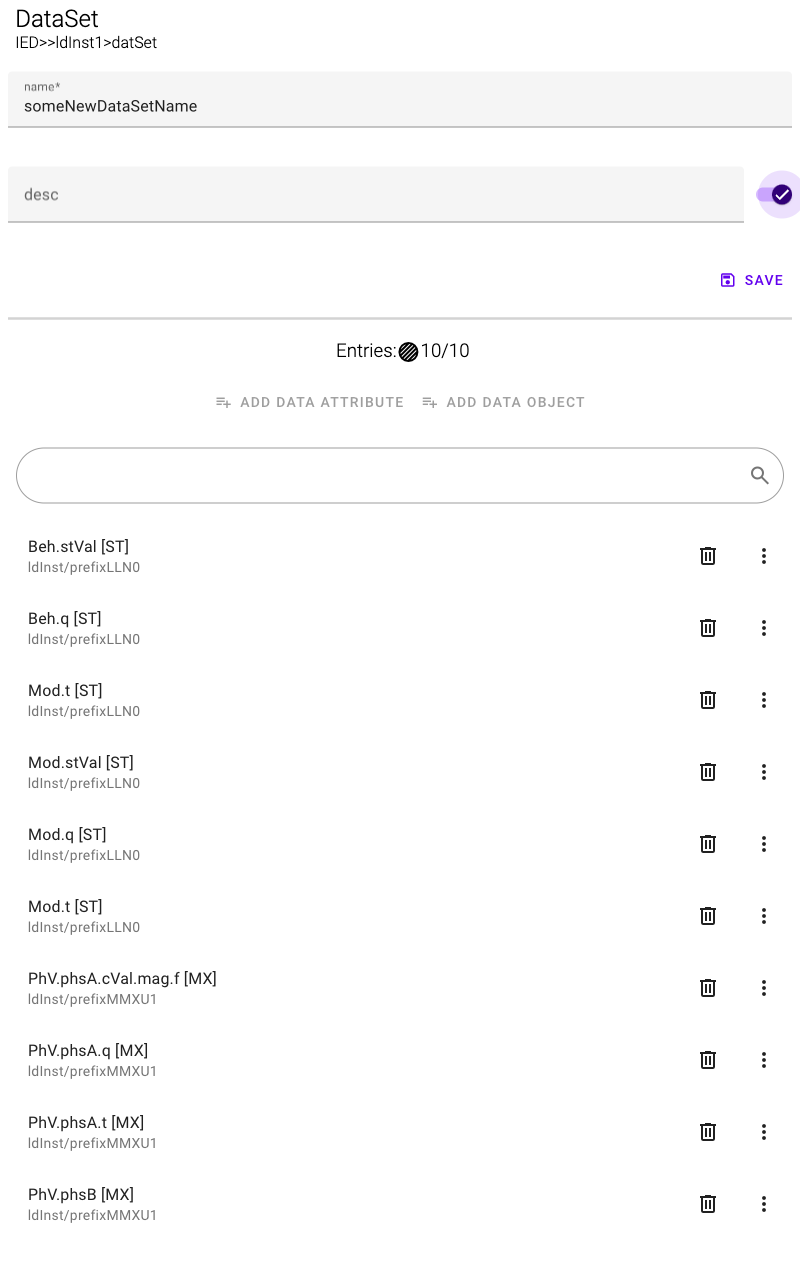 DataSet
IED>>ldInst1>datSet
name*
someNewDataSetName
desc
SAVE
Entries: 10/10
ADD DATA ATTRIBUTE ADD DATA OBJECT
Beh.stVal [ST]
ldInst/prefixLLN0
Beh.q [ST]
ldInst/prefixLLN0
Mod.t [ST]
ldInst/prefixLLN0
Mod.stVal [ST]
ldInst/prefixLLN0
Mod.q [ST]
ldInst/prefixLLN0
Mod.t [ST]
ldInst/prefixLLN0
PhV.phsA.cVal.mag.f [MX]
ldInst/prefixMMXU1
PhV.phsA.q [MX]
ldInst/prefixMMXU1
PhV.phsA.t [MX]
ldInst/prefixMMXU1
PhV.phsB [MX]
ldInst/prefixMMXU1